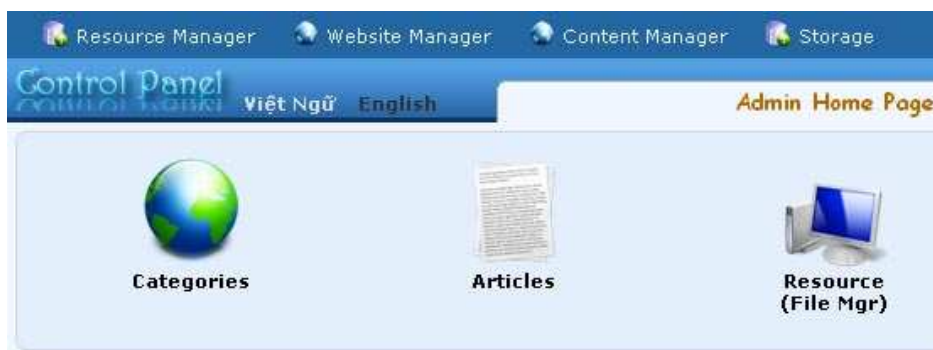 Resource Manager Website Manager Content Manager Storage
Control Panel
Việt Ngữ English Admin Home Page
Categories Articles Resource
(File Mgr)